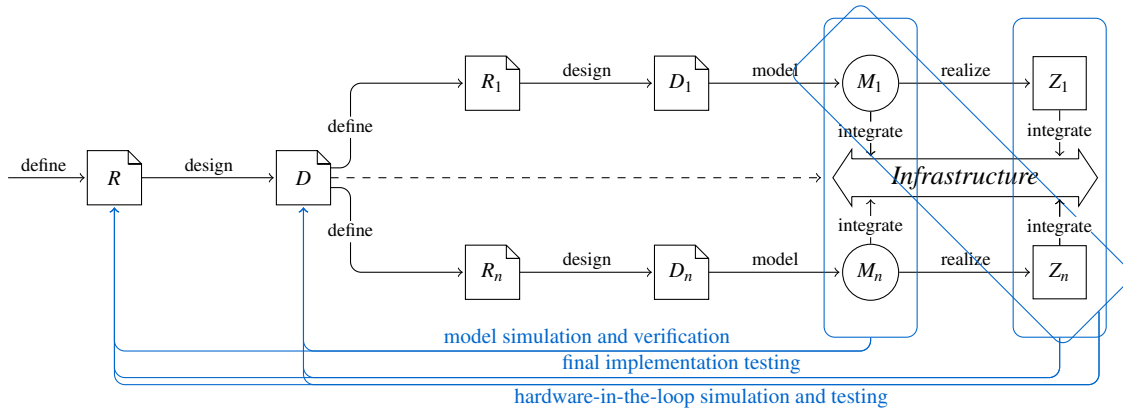 R₁
design
D₁
model
M₁
realize
Z₁
define
integrate
integrate
define
R
design
D
Infrastructure
define
integrate
integrate
Rₙ
design
Dₙ
model
Mₙ
realize
Zₙ
model simulation and verification
final implementation testing
hardware-in-the-loop simulation and testing